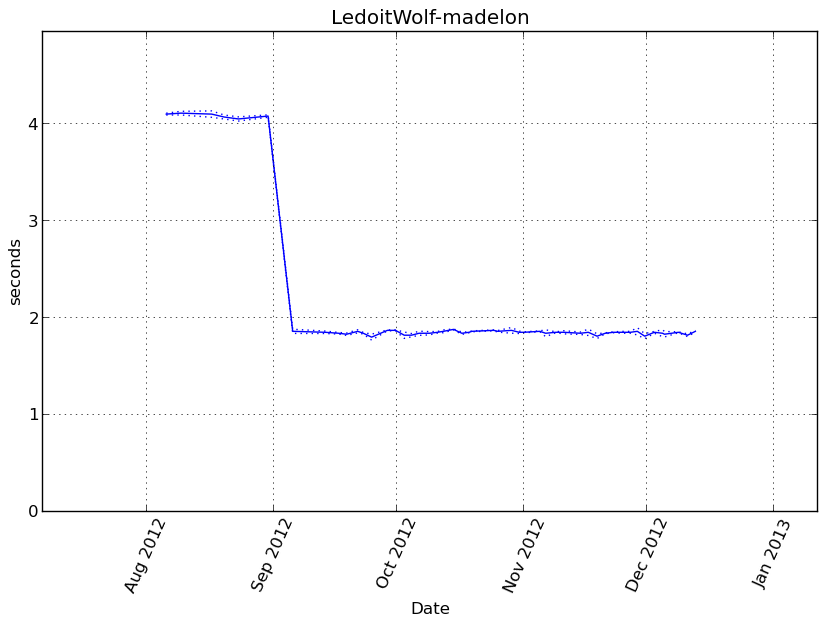 LedoitWolf-madelon
seconds
4
3
2
1
0
Aug 2012
Sep 2012
Oct 2012
Nov 2012
Dec 2012
Jan 2013
Date